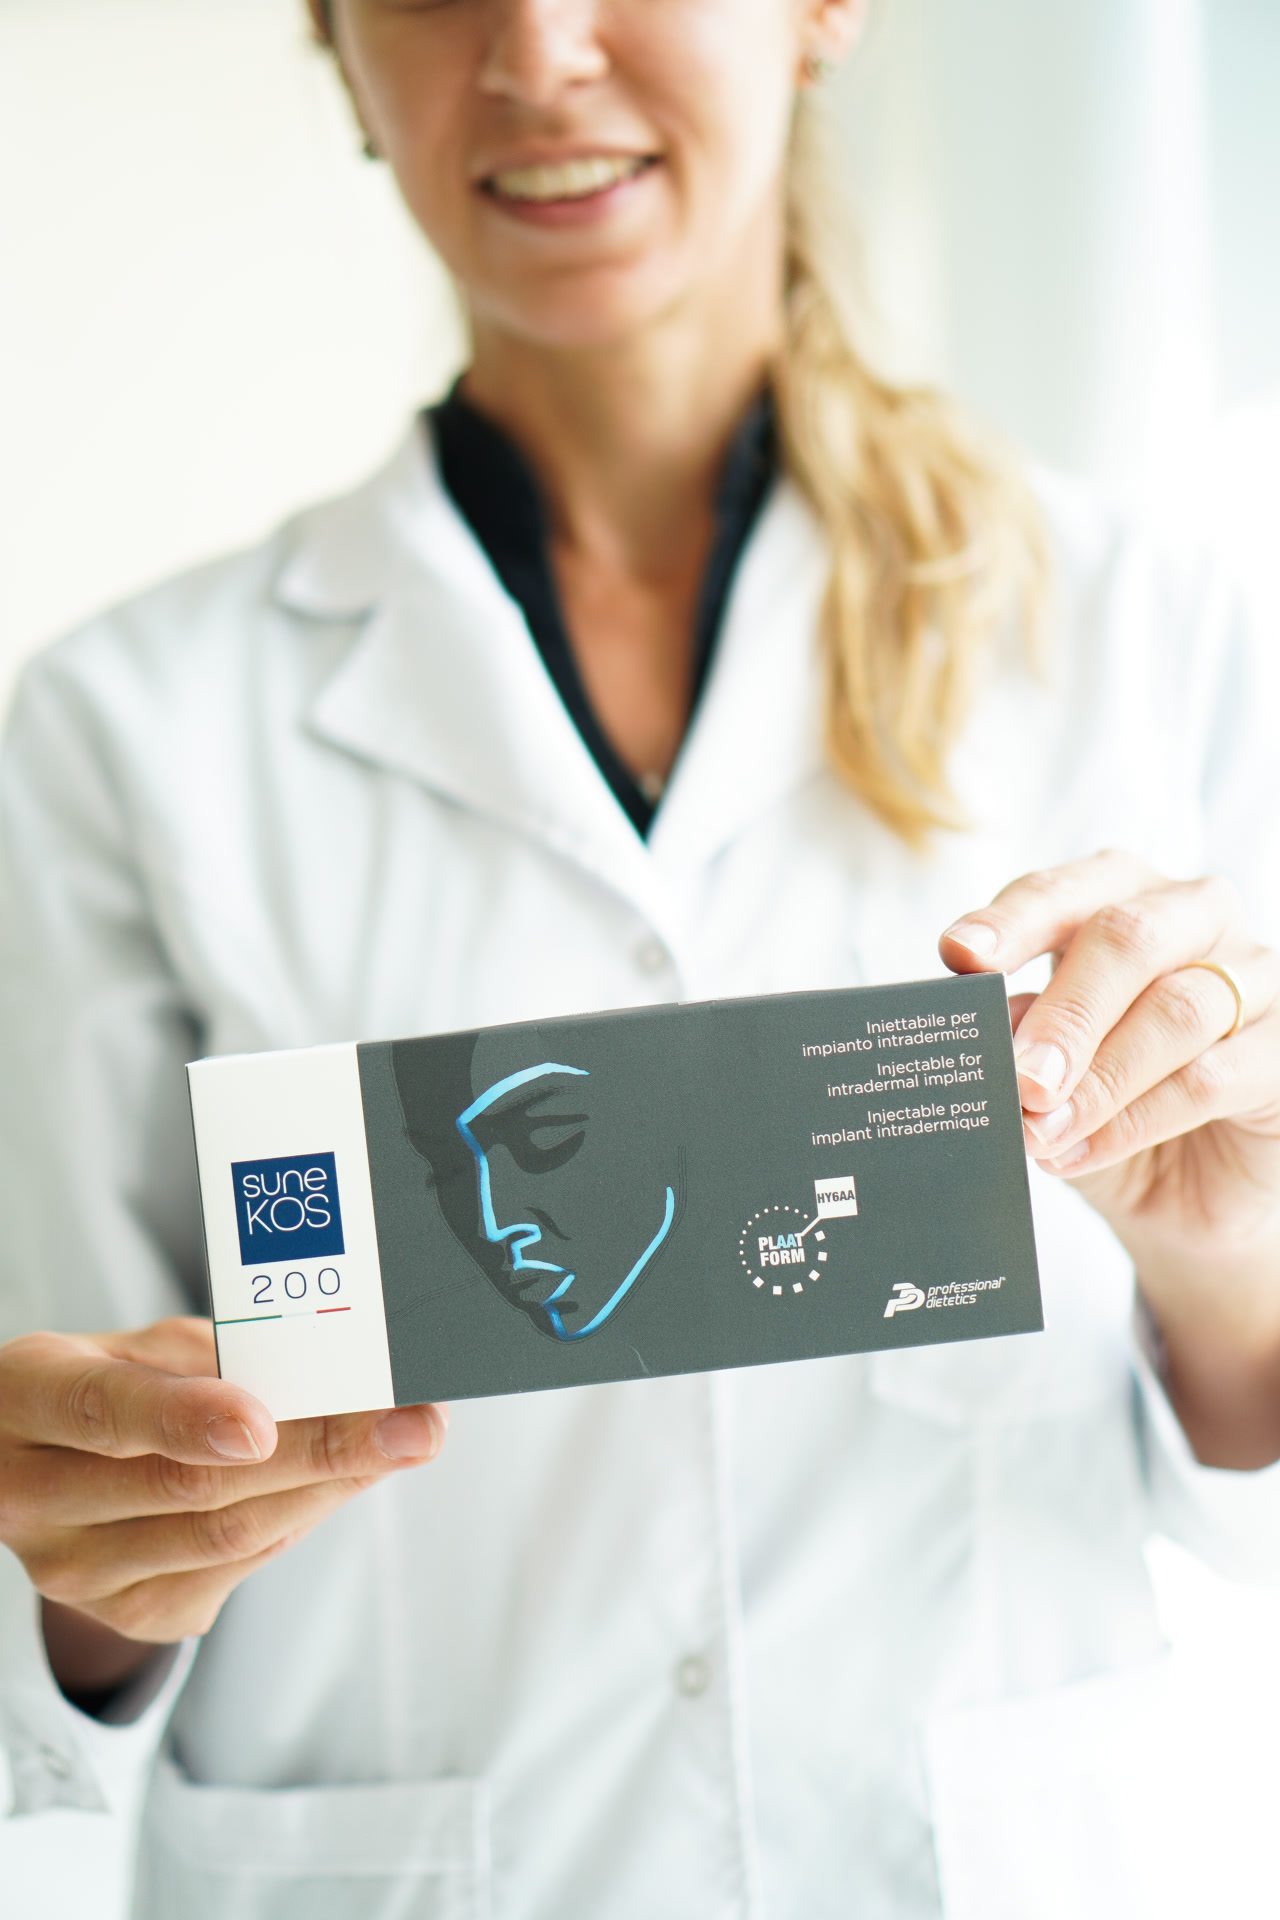 sune
KOS
200
Iniettabile per
impianto intradermico
Injectable for
intradermal implant
Injectable pour
implant intradermique
HY6AA
PLAAT
FORM
professional®
dietetics